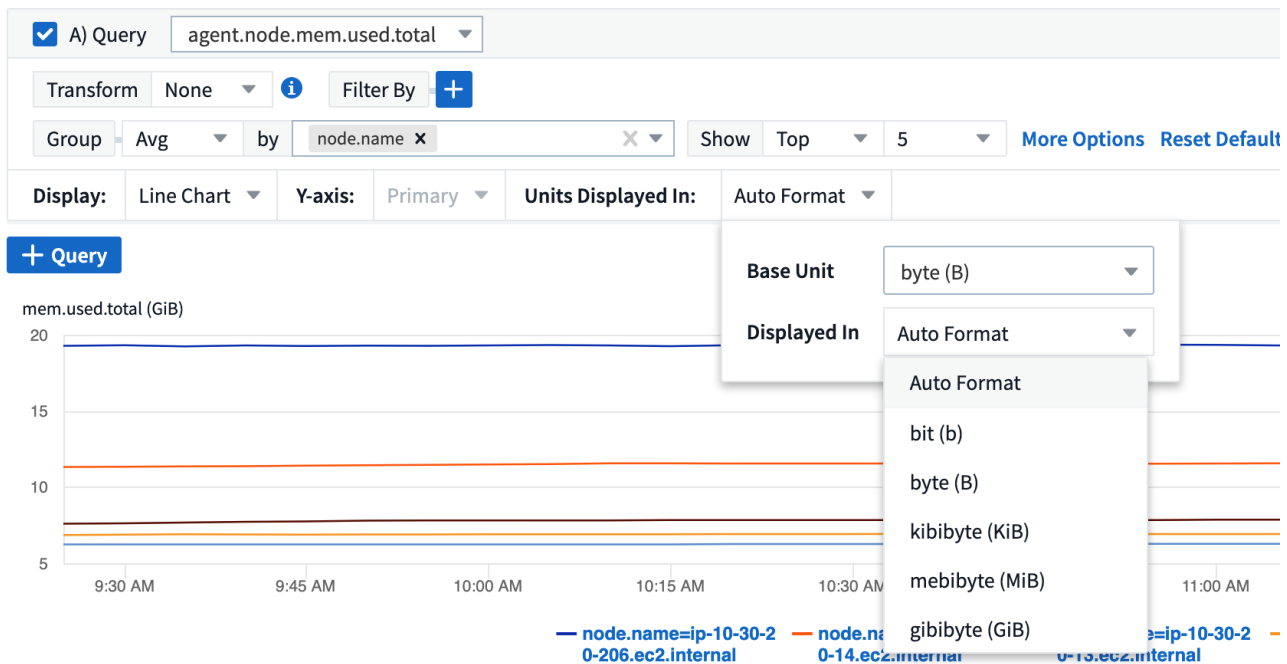 A) Query agent.node.mem.used.total
Transform None i Filter By +
Group Avg by node.name × × Show Top 5 More Options Reset Default
Display: Line Chart Y-axis: Primary Units Displayed In: Auto Format
+ Query
Base Unit byte (B)
Displayed In Auto Format
Auto Format
bit (b)
byte (B)
kibibyte (KiB)
mebibyte (MiB)
gibibyte (GiB)
mem.used.total (GiB)
20
15
10
5
9:30 AM 9:45 AM 10:00 AM 10:15 AM 10:30 AM 11:00 AM
node.name=ip-10-30-2
0-206.ec2.internal
node.na
0-14.ec2.internal
e=ip-10-30-2
0-13.ec2.internal